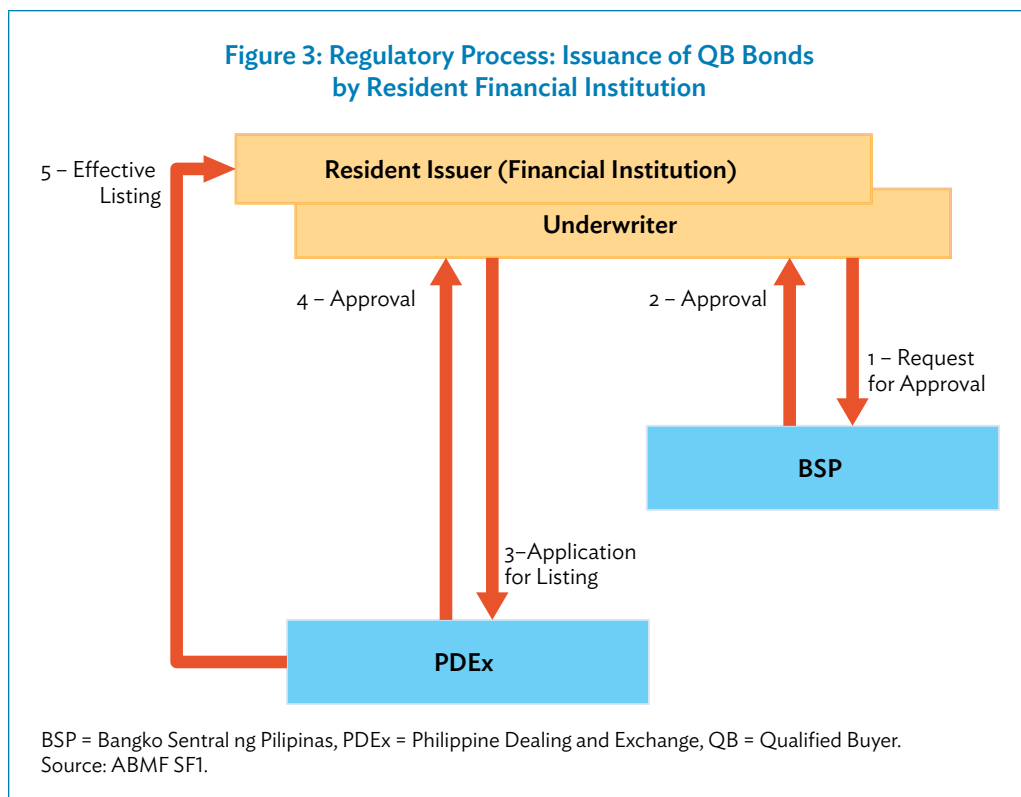 Figure 3: Regulatory Process: Issuance of QB Bonds
by Resident Financial Institution
5 – Effective
Listing
Resident Issuer (Financial Institution)
Underwriter
4 – Approval
2 – Approval
1 – Request
for Approval
BSP
3–Application
for Listing
PDEx
BSP = Bangko Sentral ng Pilipinas, PDEx = Philippine Dealing and Exchange, QB = Qualified Buyer.
Source: ABMF SF1.